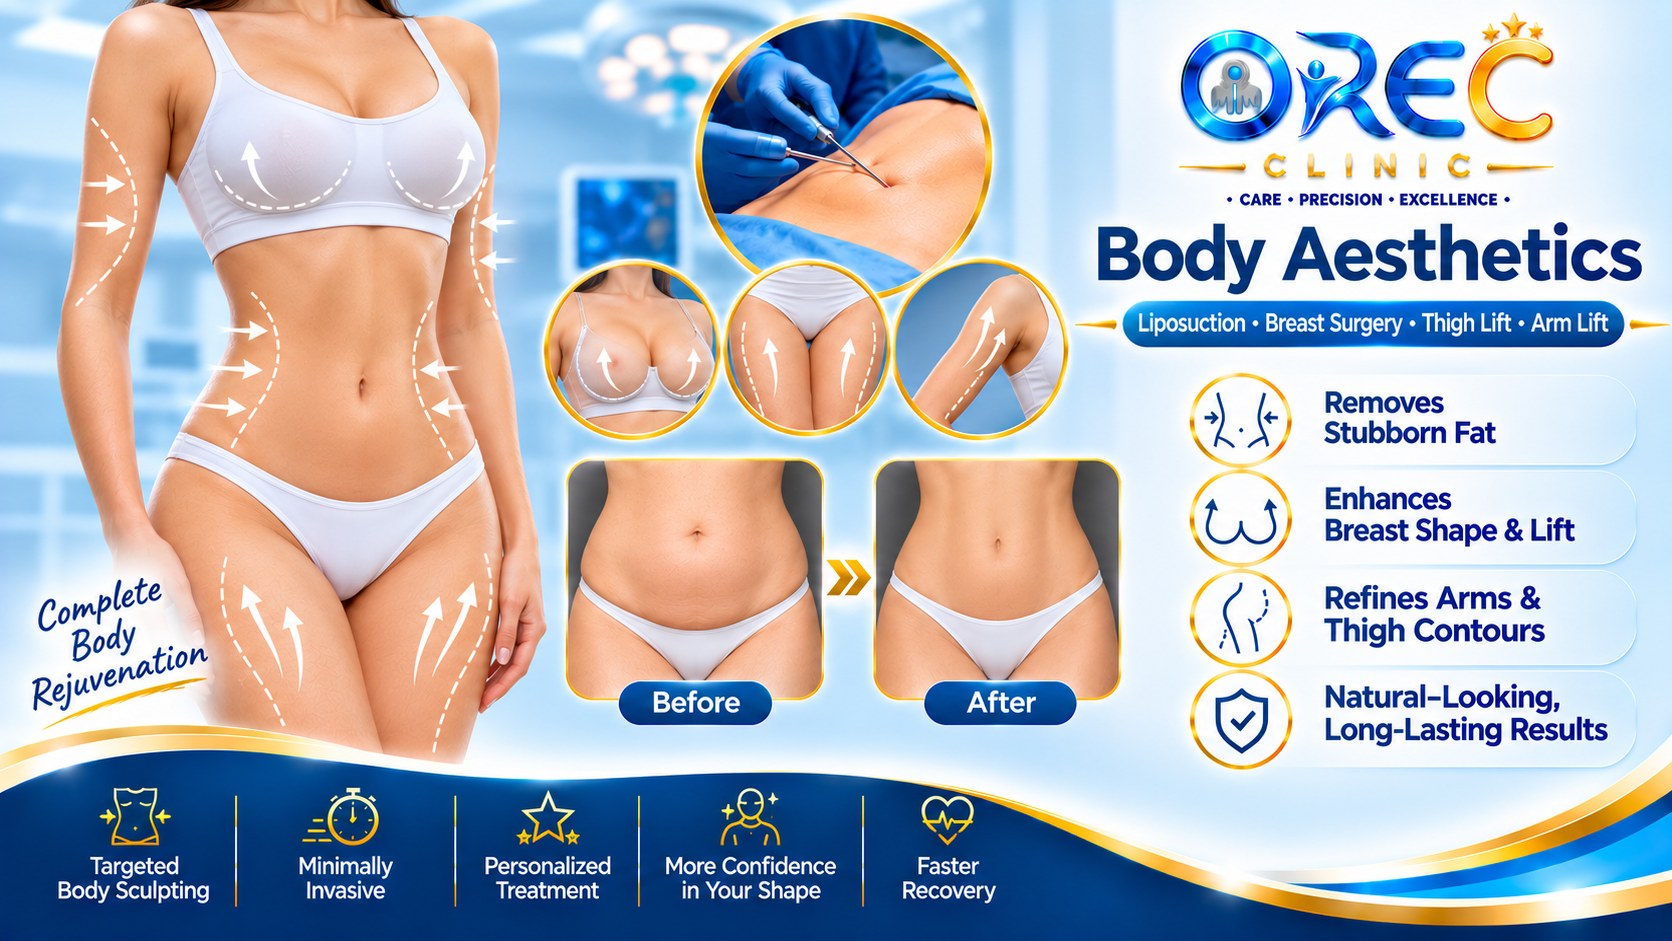 OREC
CLINIC
• CARE • PRECISION • EXCELLENCE •
Body Aesthetics
Liposuction • Breast Surgery • Thigh Lift • Arm Lift
Removes
Stubborn Fat
Enhances
Breast Shape & Lift
Refines Arms &
Thigh Contours
Natural-Looking,
Long-Lasting Results
Complete
Body
Rejuvenation
Before
After
Targeted
Body Sculpting
Minimally
Invasive
Personalized
Treatment
More Confidence
in Your Shape
Faster
Recovery